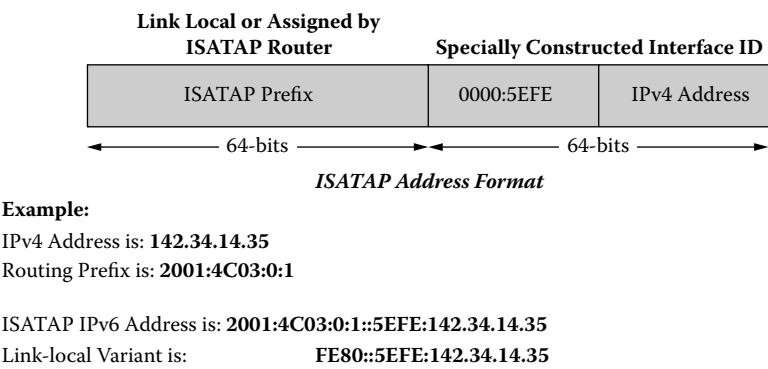 Link Local or Assigned by
ISATAP Router
Specially Constructed Interface ID
ISATAP Prefix
0000:5EFE
IPv4 Address
64-bits
64-bits
ISATAP Address Format
Example:
IPv4 Address is: 142.34.14.35
Routing Prefix is: 2001:4C03:0:1
ISATAP IPv6 Address is: 2001:4C03:0:1::5EFE:142.34.14.35
Link-local Variant is: FE80::5EFE:142.34.14.35